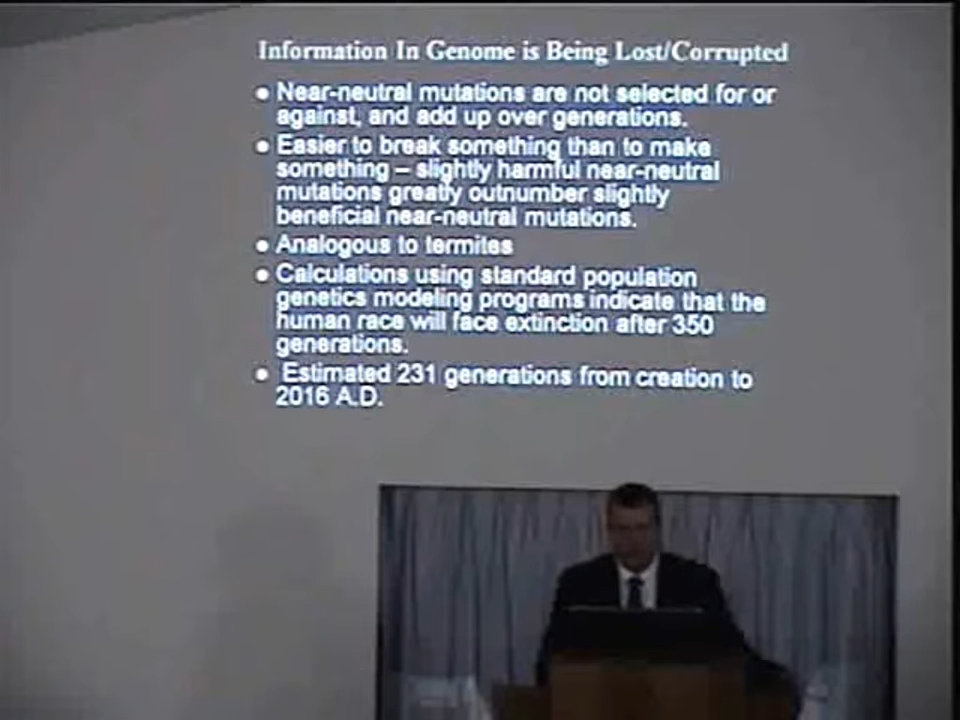 Information In Genome is Being Lost/Corrupted
● Near-neutral mutations are not selected for or
against, and add up over generations.
● Easier to break something than to make
something – slightly harmful near-neutral
mutations greatly outnumber slightly
beneficial near-neutral mutations.
● Analogous to termites
● Calculations using standard population
genetics modeling programs indicate that the
human race will face extinction after 350
generations.
● Estimated 231 generations from creation to
2016 A.D.